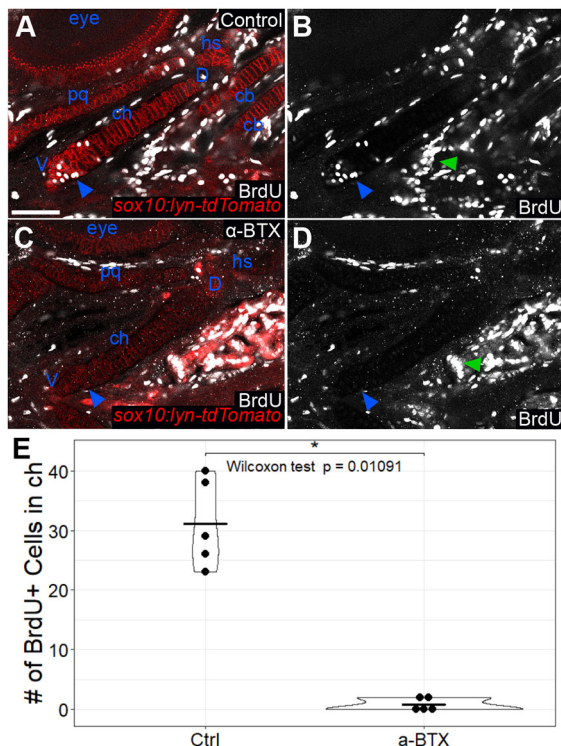 A
eye
Control
B
hs
D
pq
ch
cb
cb
V
BrdU
sox10:lyn-tdTomato
BrdU
C
α-BTX
D
eye
hs
pq
D
ch
V
BrdU
sox10:lyn-tdTomato
BrdU
E
*
Wilcoxon test p = 0.01091
# of BrdU+ Cells in ch
40
30
20
10
0
Ctrl
a-BTX